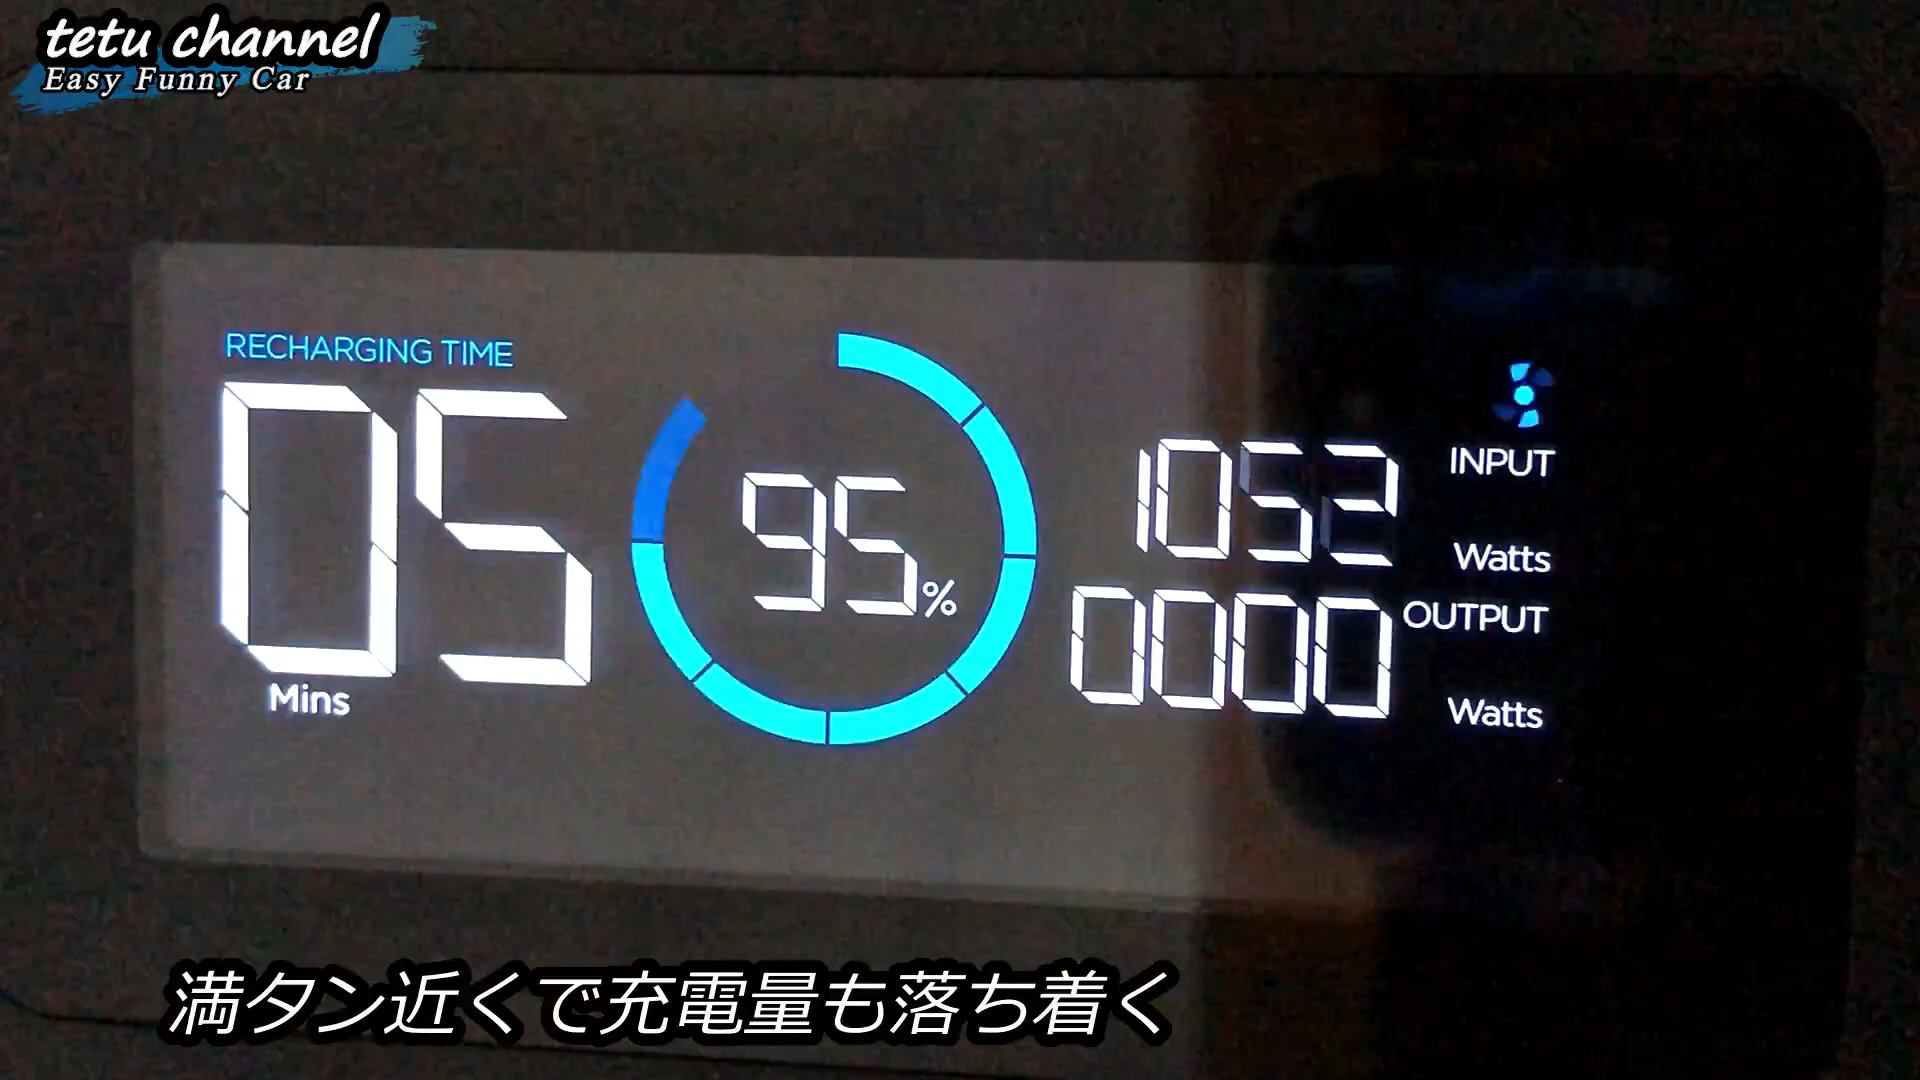 tetu channel
Easy Funny Car
RECHARGING TIME
05
Mins
95%
1052
INPUT
Watts
0000
OUTPUT
Watts
満タン近くで充電量も落ち着く